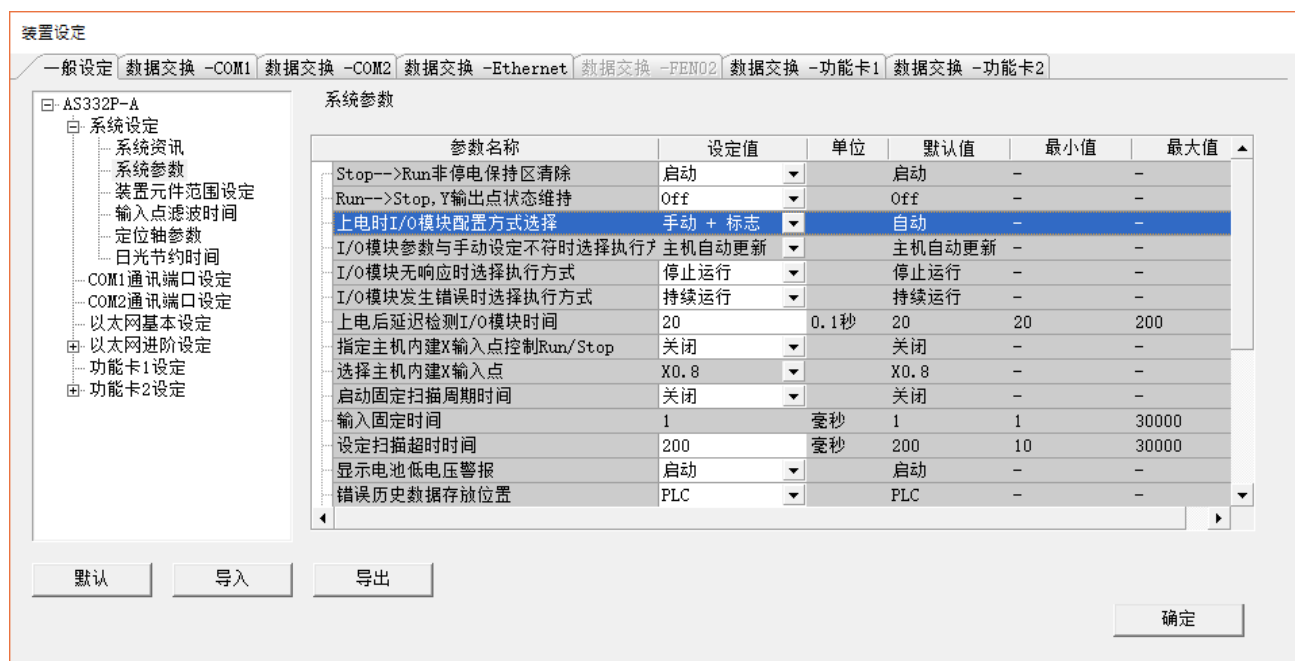 装置设定
一般设定 数据交换 -COM1 数据交换 -COM2 数据交换 -Ethernet 数据交换 -FEN02 数据交换 -功能卡1 数据交换 -功能卡2
AS332P-A
系统设定
系统资讯
系统参数
装置元件范围设定
输入点滤波时间
定位轴参数
日光节约时间
COM1通讯端口设定
COM2通讯端口设定
以太网基本设定
以太网进阶设定
功能卡1设定
功能卡2设定
系统参数
参数名称 设定值 单位 默认值 最小值 最大值
Stop-->Run非停电保持区清除 启动 启动 - -
Run-->Stop,Y输出点状态维持 Off Off - -
上电时I/O模块配置方式选择 手动 + 标志 自动 - -
I/O模块参数与手动设定不符时选择执行方 主机自动更新 主机自动更新 - -
I/O模块无响应时选择执行方式 停止运行 停止运行 - -
I/O模块发生错误时选择执行方式 持续运行 持续运行 - -
上电后延迟检测I/O模块时间 20 0.1秒 20 20 200
指定主机内建X输入点控制Run/Stop 关闭 关闭 - -
选择主机内建X输入点 X0.8 X0.8 - -
启动固定扫描周期时间 关闭 关闭 - -
输入固定时间 1 毫秒 1 1 30000
设定扫描超时时间 200 毫秒 200 10 30000
显示电池低电压警报 启动 启动 - -
错误历史数据存放位置 PLC PLC - -
默认 导入 导出
确定